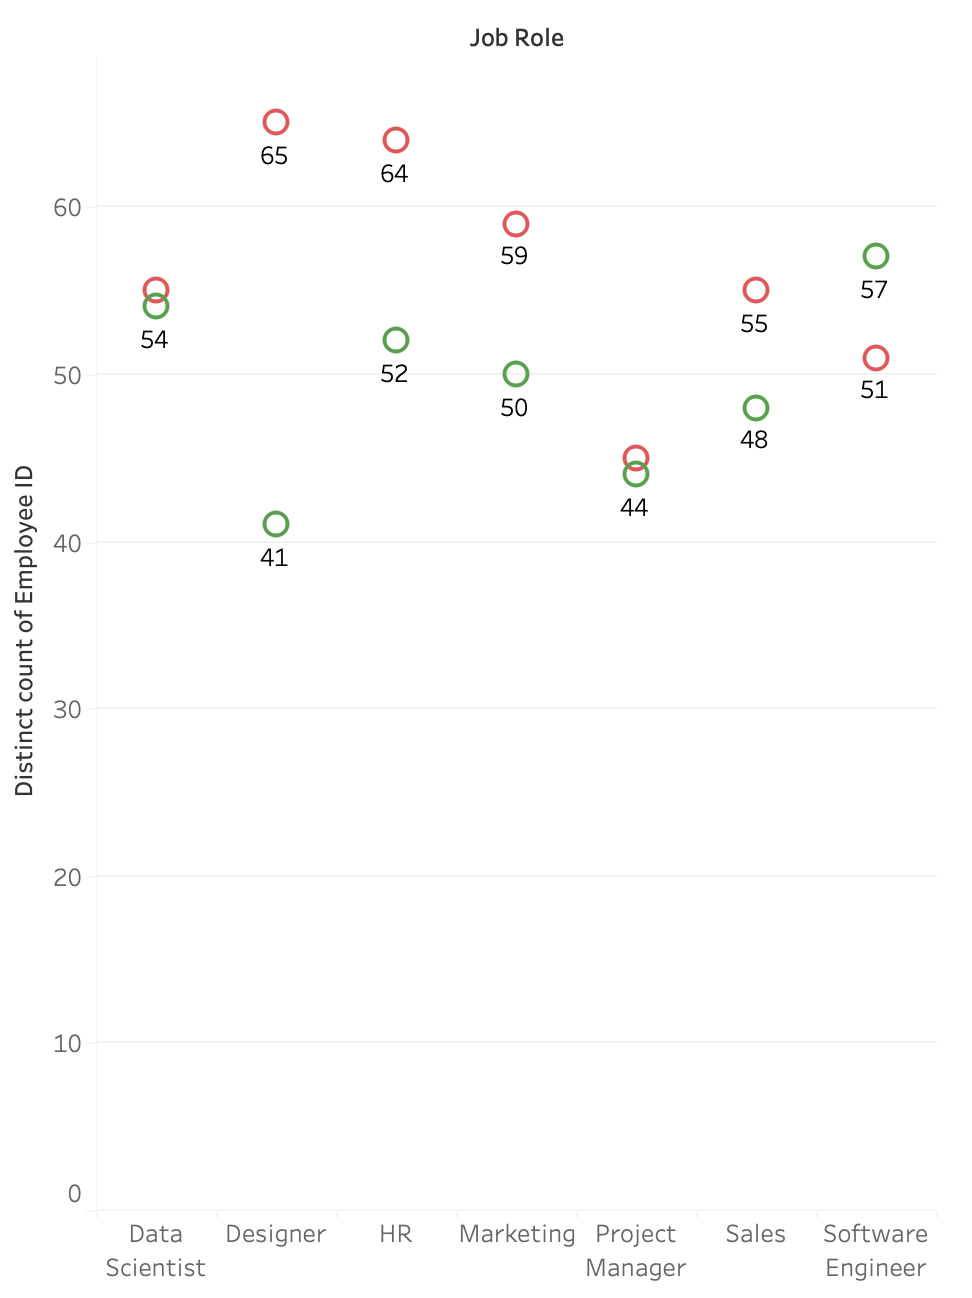 Job Role
Distinct count of Employee ID
60
50
40
30
20
10
0
65
64
59
57
54
55
52
51
50
48
44
41
Data
Scientist
Designer
HR
Marketing
Project
Manager
Sales
Software
Engineer